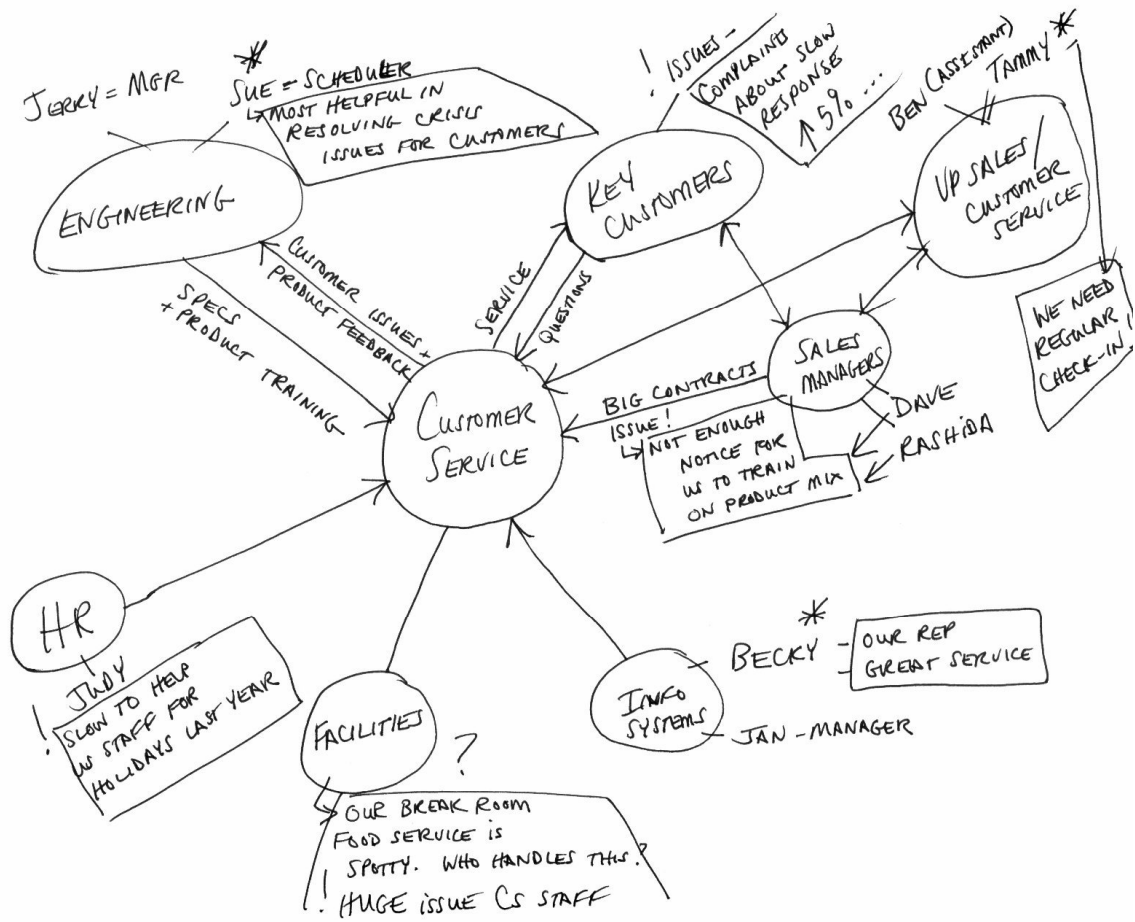 JERRY = MGR
*
SUE = SCHEDULER
↳ MOST HELPFUL IN
RESOLVING CRISIS
ISSUES FOR CUSTOMERS
ENGINEERING
! ISSUES -
COMPLAINTS
ABOUT SLOW
RESPONSE
↑ 5% ...
KEY
CUSTOMERS
BEN (ASSISTANT)
TAMMY *
VP SALES/
CUSTOMER
SERVICE
WE NEED
REGULAR
CHECK-IN!
CUSTOMER ISSUES +
PRODUCT FEEDBACK
SPECS
+ PRODUCT TRAINING
SERVICE
QUESTIONS
SALES
MANAGERS
DAVE
RASHIDA
BIG CONTRACTS
ISSUE!
↳ NOT ENOUGH
NOTICE FOR
US TO TRAIN
ON PRODUCT MIX
CUSTOMER
SERVICE
HR
JUDY
! SLOW TO HELP
US STAFF FOR
HOLIDAYS LAST YEAR
FACILITIES
?
OUR BREAK ROOM
FOOD SERVICE IS
SPOTTY. WHO HANDLES THIS?
! HUGE ISSUE CS STAFF
INFO
SYSTEMS
*
BECKY
OUR REP
GREAT SERVICE
JAN - MANAGER